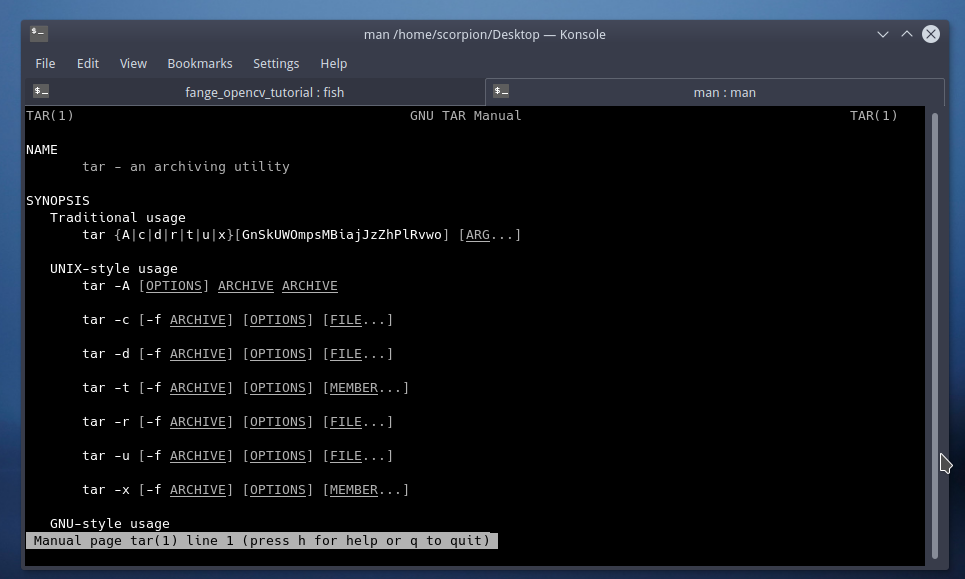 man /home/scorpion/Desktop — Konsole
File Edit View Bookmarks Settings Help
fange_opencv_tutorial : fish man : man
TAR(1) GNU TAR Manual TAR(1)
NAME
tar - an archiving utility
SYNOPSIS
Traditional usage
tar {A|c|d|r|t|u|x}[GnSkUWOmpsMBiajJzZhPlRvwo] [ARG...]
UNIX-style usage
tar -A [OPTIONS] ARCHIVE ARCHIVE
tar -c [-f ARCHIVE] [OPTIONS] [FILE...]
tar -d [-f ARCHIVE] [OPTIONS] [FILE...]
tar -t [-f ARCHIVE] [OPTIONS] [MEMBER...]
tar -r [-f ARCHIVE] [OPTIONS] [FILE...]
tar -u [-f ARCHIVE] [OPTIONS] [FILE...]
tar -x [-f ARCHIVE] [OPTIONS] [MEMBER...]
GNU-style usage
Manual page tar(1) line 1 (press h for help or q to quit)